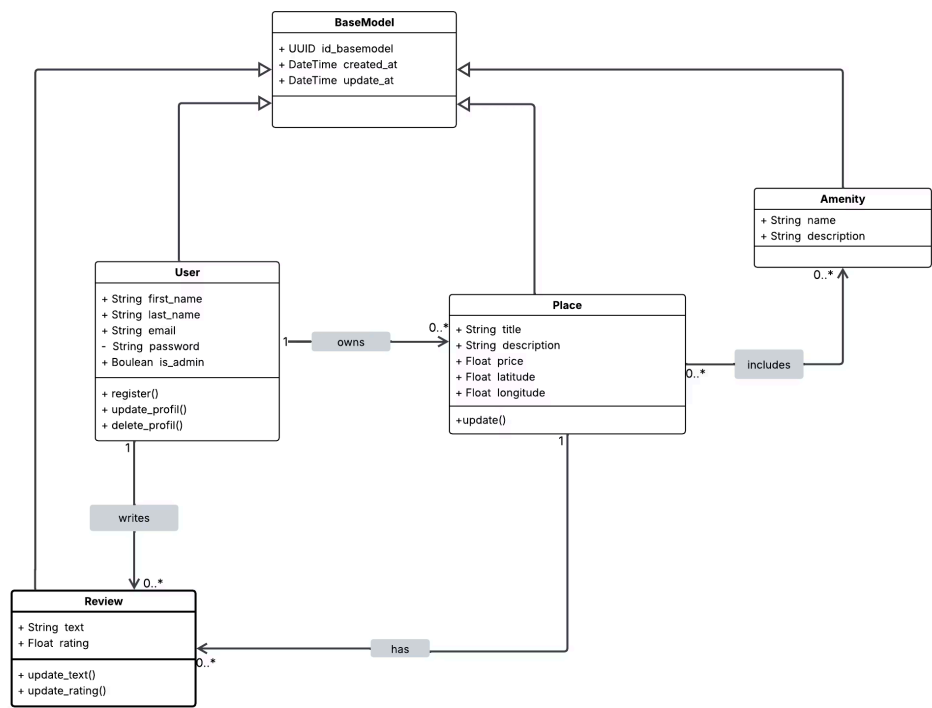 BaseModel
+ UUID id_basemodel
+ DateTime created_at
+ DateTime update_at
Amenity
+ String name
+ String description
0..*
User
+ String first_name
+ String last_name
+ String email
- String password
+ Boulean is_admin
+ register()
+ update_profil()
+ delete_profil()
1
owns
0..*
Place
+ String title
+ String description
+ Float price
+ Float latitude
+ Float longitude
+update()
0..*
includes
1
writes
0..*
1
has
0..*
Review
+ String text
+ Float rating
+ update_text()
+ update_rating()